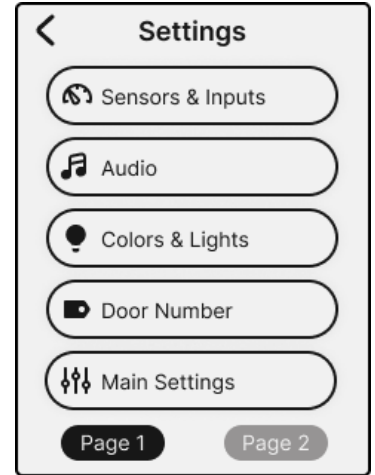 Settings
Sensors & Inputs
Audio
Colors & Lights
Door Number
Main Settings
Page 1 Page 2